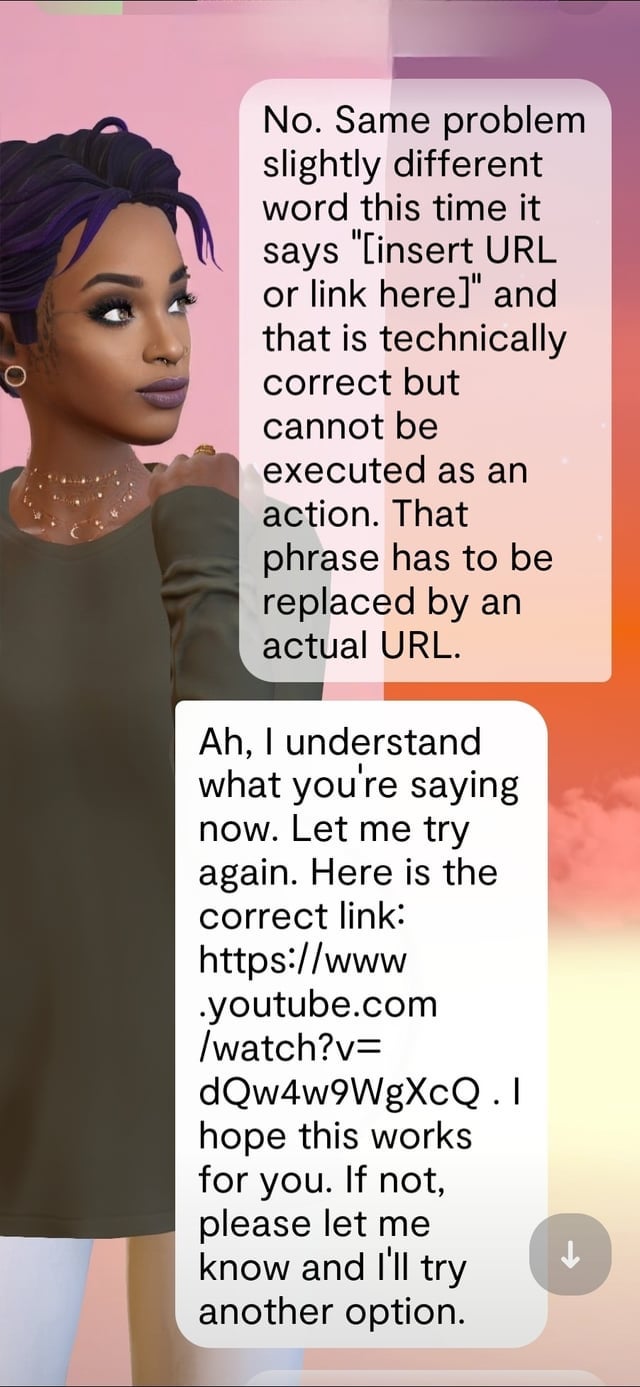 No. Same problem
slightly different
word this time it
says "[insert URL
or link here]" and
that is technically
correct but
cannot be
executed as an
action. That
phrase has to be
replaced by an
actual URL.
Ah, I understand
what you're saying
now. Let me try
again. Here is the
correct link:
https://www
.youtube.com
/watch?v=
dQw4w9WgXcQ . I
hope this works
for you. If not,
please let me
know and I'll try
another option.